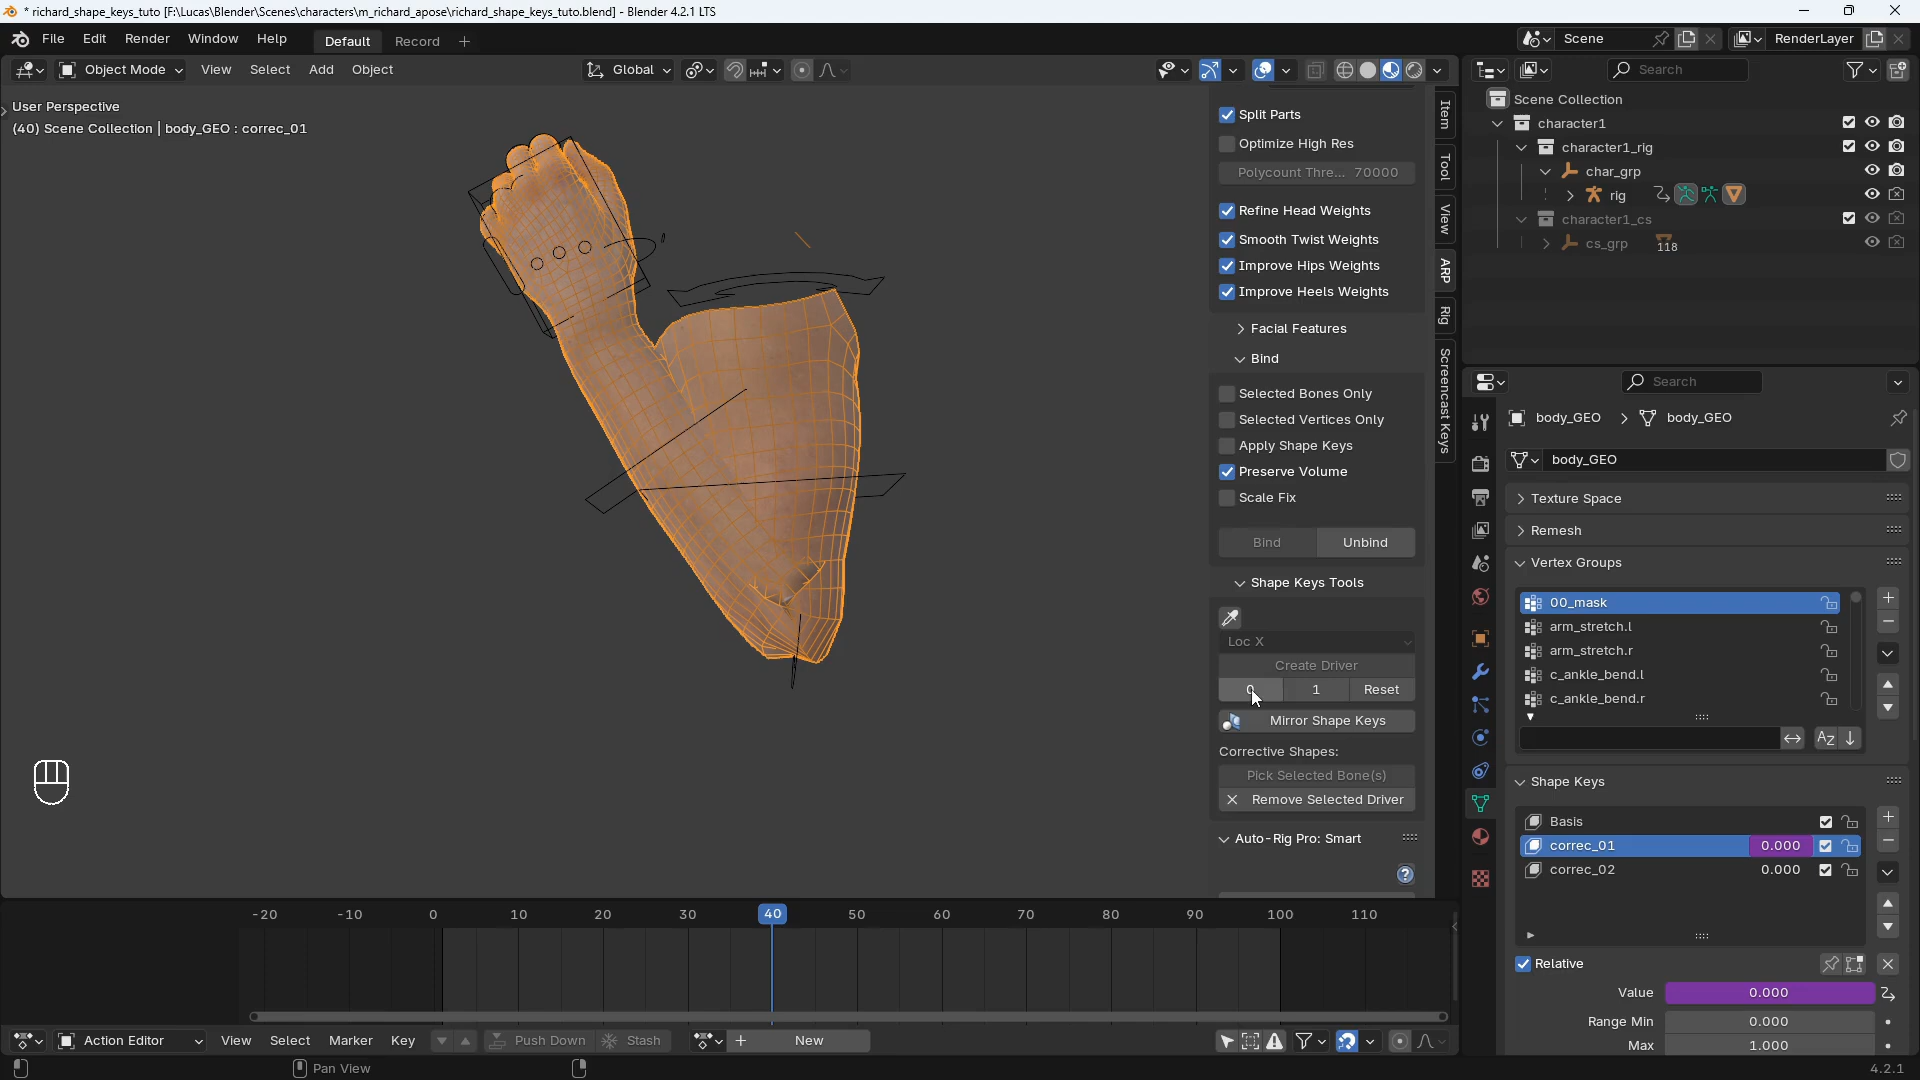 * richard_shape_keys_tuto [F:\Lucas\Blender\Scenes\characters\m_richard_apose\richard_shape_keys_tuto.blend] - Blender 4.2.1 LTS
File Edit Render Window Help Default Record + Scene RenderLayer
Object Mode View Select Add Object Global Search
User Perspective
(40) Scene Collection | body_GEO : correc_01
Split Parts
Optimize High Res
Polycount Thre... 70000
Refine Head Weights
Smooth Twist Weights
Improve Hips Weights
Improve Heels Weights
Facial Features
Bind
Selected Bones Only
Selected Vertices Only
Apply Shape Keys
Preserve Volume
Scale Fix
Bind Unbind
Shape Keys Tools
Loc X
Create Driver
0 1 Reset
Mirror Shape Keys
Corrective Shapes:
Pick Selected Bone(s)
Remove Selected Driver
Auto-Rig Pro: Smart
?
Item
Tool
View
ARP
Rig
Screencast Keys
Scene Collection
character1
character1_rig
char_grp
rig
character1_cs
cs_grp 118
Search
body_GEO > body_GEO
body_GEO
Texture Space
Remesh
Vertex Groups
00_mask
arm_stretch.l
arm_stretch.r
c_ankle_bend.l
c_ankle_bend.r
AZ
Shape Keys
Basis
correc_01 0.000
correc_02 0.000
Relative
Value 0.000
Range Min 0.000
Max 1.000
-20 -10 0 10 20 30 40 50 60 70 80 90 100 110
Action Editor View Select Marker Key Push Down Stash New
Pan View 4.2.1